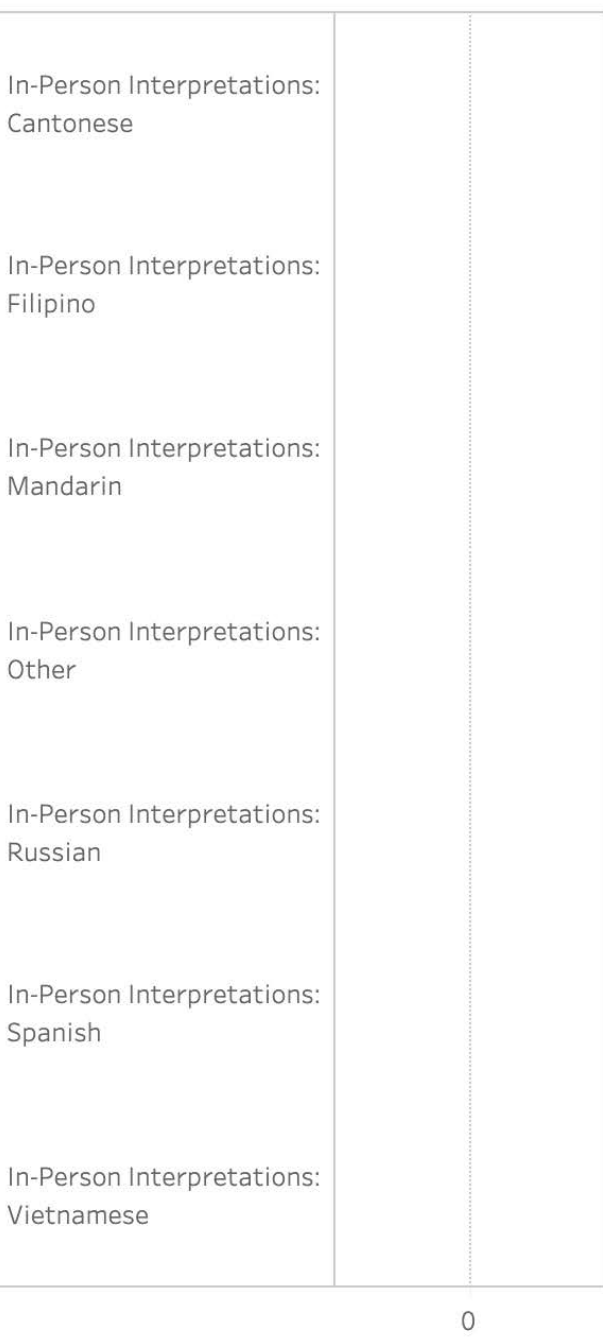 In-Person Interpretations:
Cantonese
In-Person Interpretations:
Filipino
In-Person Interpretations:
Mandarin
In-Person Interpretations:
Other
In-Person Interpretations:
Russian
In-Person Interpretations:
Spanish
In-Person Interpretations:
Vietnamese
0